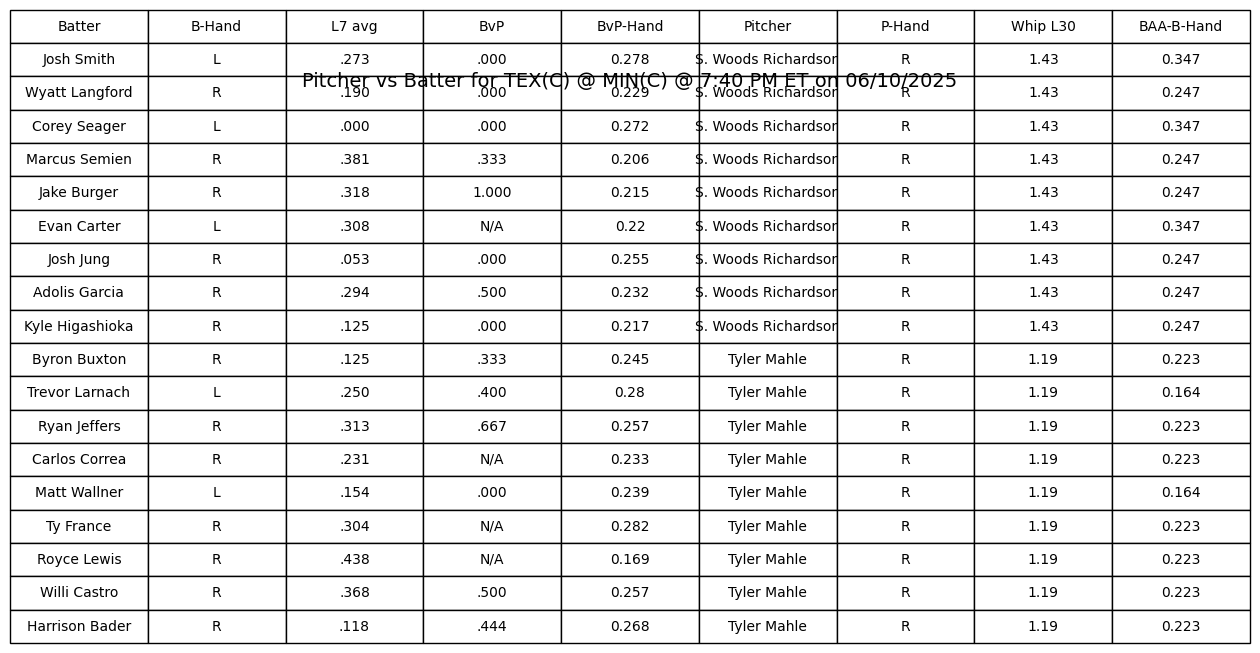 Batter B-Hand L7 avg BvP BvP-Hand Pitcher P-Hand Whip L30 BAA-B-Hand
Josh Smith L .273 .000 0.278 S. Woods Richardson R 1.43 0.347
Pitcher vs Batter for TEX(C) @ MIN(C) @ 7:40 PM ET on 06/10/2025
Wyatt Langford R .190 .000 0.229 S. Woods Richardson R 1.43 0.247
Corey Seager L .000 .000 0.272 S. Woods Richardson R 1.43 0.347
Marcus Semien R .381 .333 0.206 S. Woods Richardson R 1.43 0.247
Jake Burger R .318 1.000 0.215 S. Woods Richardson R 1.43 0.247
Evan Carter L .308 N/A 0.22 S. Woods Richardson R 1.43 0.347
Josh Jung R .053 .000 0.255 S. Woods Richardson R 1.43 0.247
Adolis Garcia R .294 .500 0.232 S. Woods Richardson R 1.43 0.247
Kyle Higashioka R .125 .000 0.217 S. Woods Richardson R 1.43 0.247
Byron Buxton R .125 .333 0.245 Tyler Mahle R 1.19 0.223
Trevor Larnach L .250 .400 0.28 Tyler Mahle R 1.19 0.164
Ryan Jeffers R .313 .667 0.257 Tyler Mahle R 1.19 0.223
Carlos Correa R .231 N/A 0.233 Tyler Mahle R 1.19 0.223
Matt Wallner L .154 .000 0.239 Tyler Mahle R 1.19 0.164
Ty France R .304 N/A 0.282 Tyler Mahle R 1.19 0.223
Royce Lewis R .438 N/A 0.169 Tyler Mahle R 1.19 0.223
Willi Castro R .368 .500 0.257 Tyler Mahle R 1.19 0.223
Harrison Bader R .118 .444 0.268 Tyler Mahle R 1.19 0.223